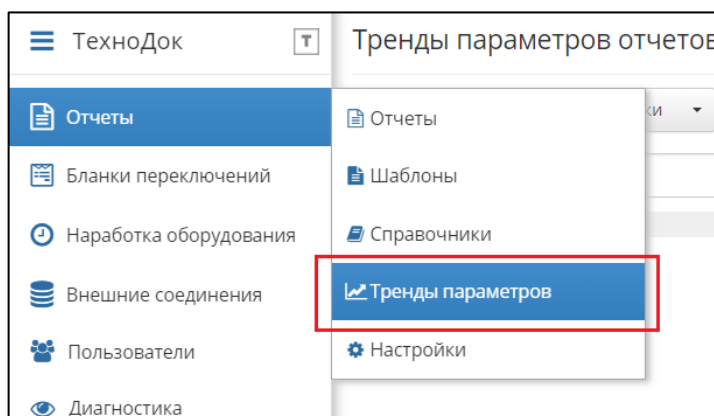 ТехноДок
T
Тренды параметров отчетов
Отчеты
Бланки переключений
Наработка оборудования
Внешние соединения
Пользователи
Диагностика
Отчеты
Шаблоны
Справочники
Тренды параметров
Настройки